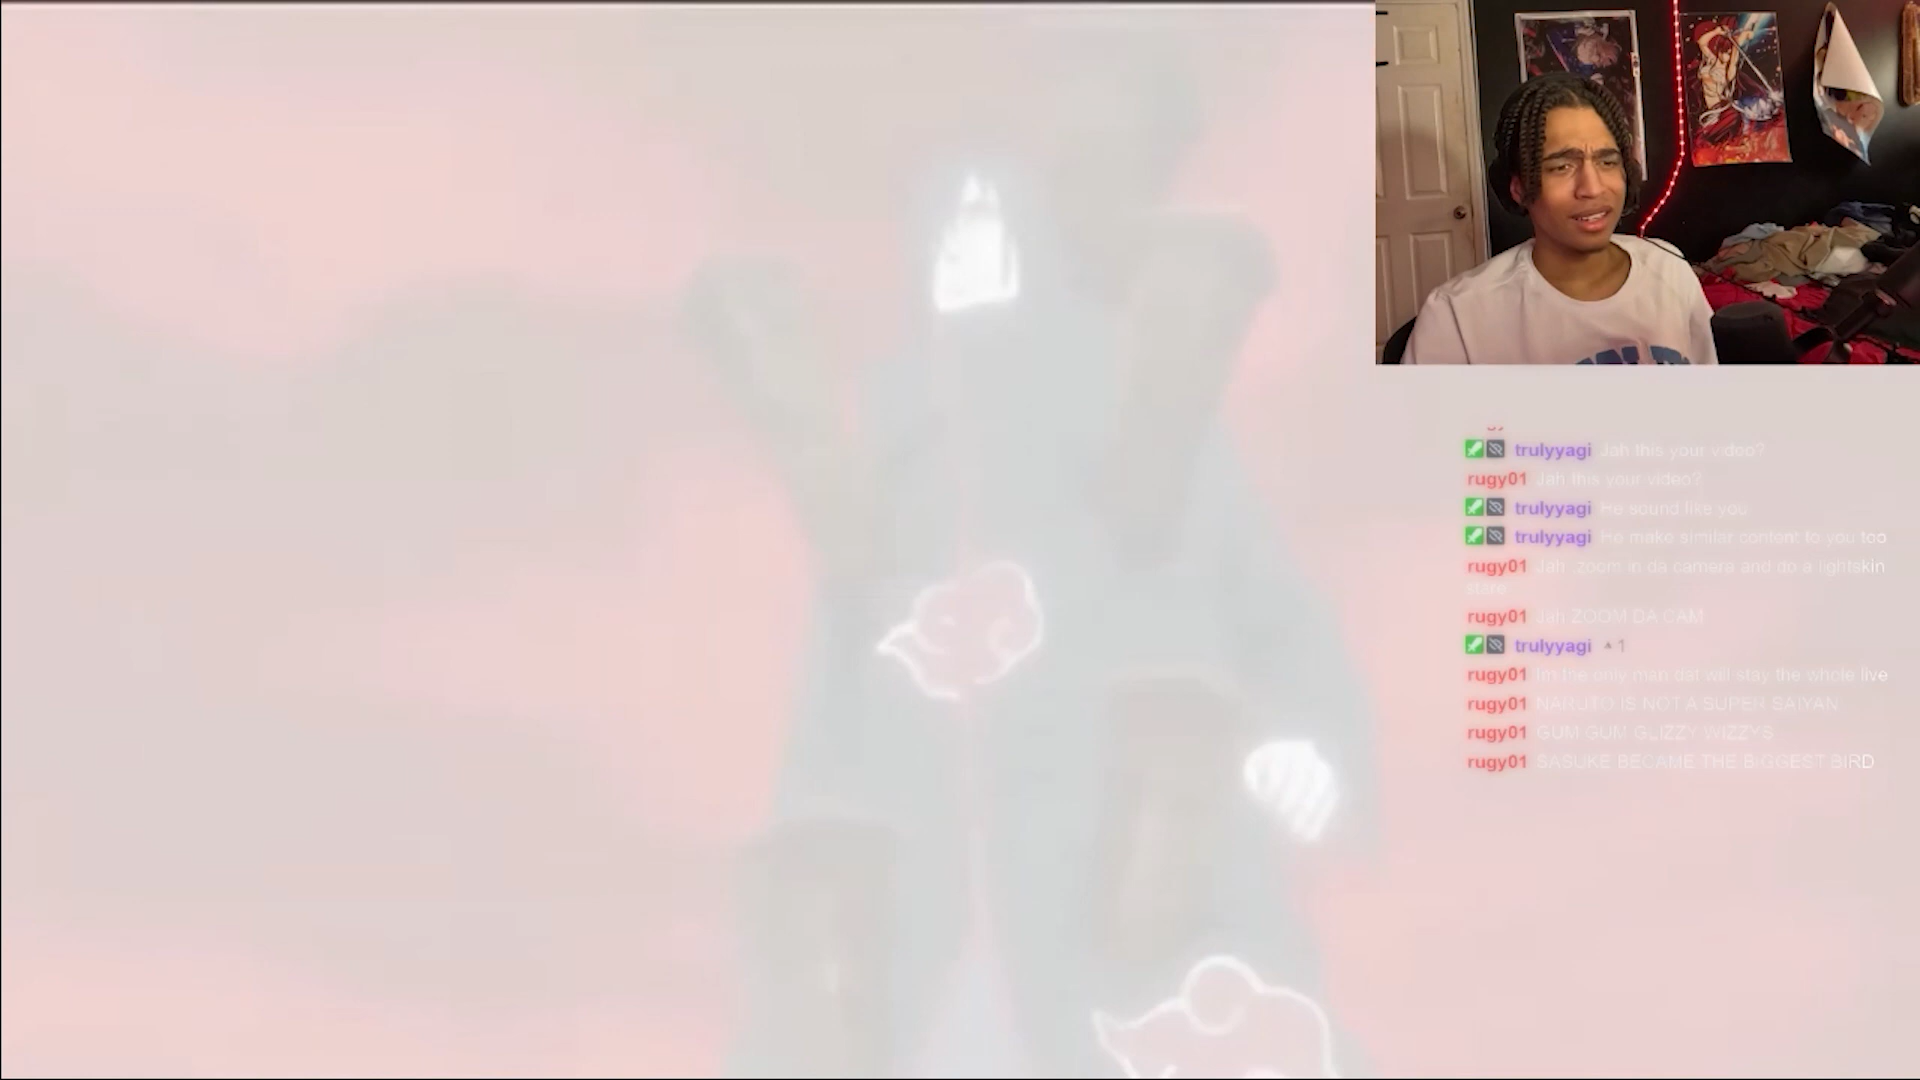 trulyyagi Jah this your video?
rugy01 Jah this your video?
trulyyagi He sound like you
trulyyagi He make similar content to you too
rugy01 Jah .zoom in da camera and do a lightskin
stare
rugy01 Jah ZOOM DA CAM
trulyyagi ^ 1
rugy01 Im the only man dat will stay the whole live
rugy01 NARUTO IS NOT A SUPER SAIYAN
rugy01 GUM GUM GLIZZY WIZZYS
rugy01 SASUKE BECAME THE BIGGEST BIRD